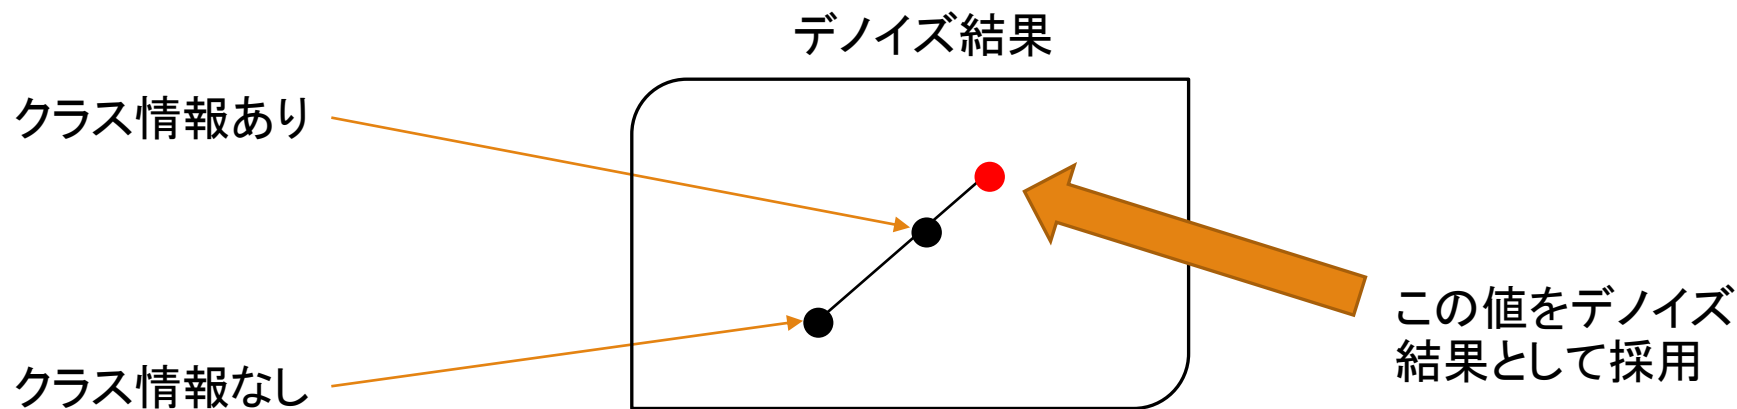 デノイズ結果
クラス情報あり
クラス情報なし
この値をデノイズ
結果として採用